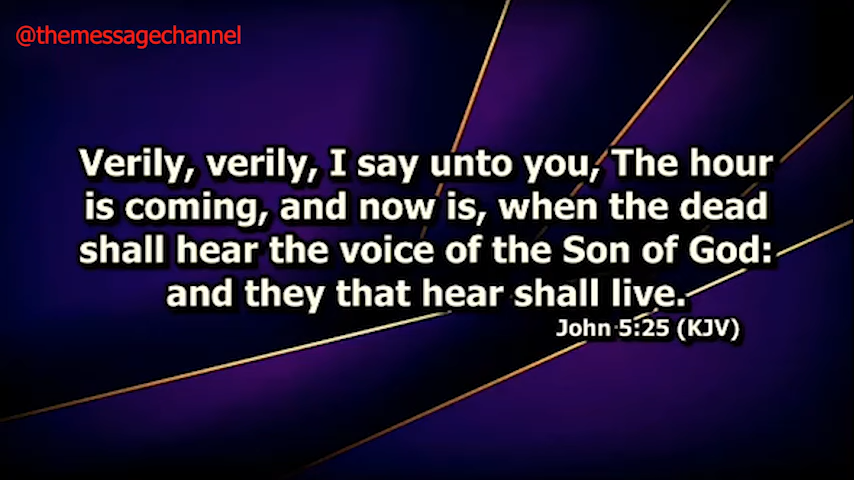 @themessagechannel
Verily, verily, I say unto you, The hour
is coming, and now is, when the dead
shall hear the voice of the Son of God:
and they that hear shall live.
John 5:25 (KJV)